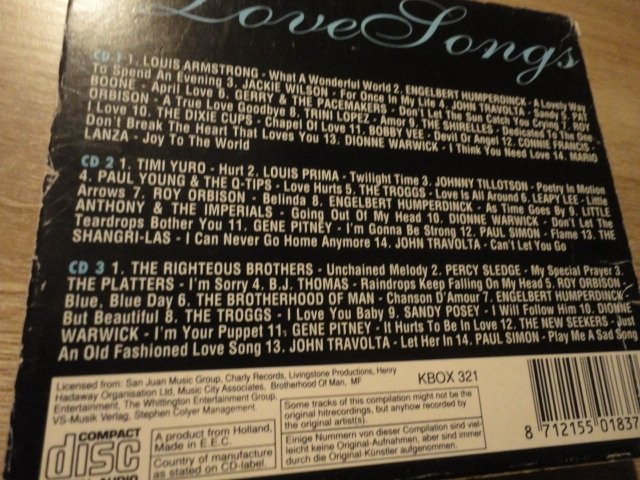 Love Songs
CD 1 1. LOUIS ARMSTRONG - What A Wonderful World 2. ENGELBERT HUMPERDINCK - A Lovely Way
To Spend An Evening 3. JACKIE WILSON - For Once In My Life 4. JOHN TRAVOLTA - Sandy 5. PAT
BOONE - April Love 6. GERRY & THE PACEMAKERS - Don't Let The Sun Catch You Crying 7. ROY
ORBISON - A True Love Goodbye 8. TRINI LOPEZ - Amor 9. THE SHIRELLES - Dedicated To The One
I Love 10. THE DIXIE CUPS - Chapel Of Love 11. BOBBY VEE - Devil Or Angel 12. CONNIE FRANCIS -
Don't Break The Heart That Loves You 13. DIONNE WARWICK - I Think You Need Love 14. MARIO
LANZA - Joy To The World
CD 2 1. TIMI YURO - Hurt 2. LOUIS PRIMA - Twilight Time 3. JOHNNY TILLOTSON - Poetry In Motion
4. PAUL YOUNG & THE Q-TIPS - Love Hurts 5. THE TROGGS - Love Is All Around 6. LEAPY LEE - Little
Arrows 7. ROY ORBISON - Belinda 8. ENGELBERT HUMPERDINCK - As Time Goes By 9. LITTLE
ANTHONY & THE IMPERIALS - Going Out Of My Head 10. DIONNE WARWICK - Don't Let The
Teardrops Bother You 11. GENE PITNEY - I'm Gonna Be Strong 12. PAUL SIMON - Flame 13. THE
SHANGRI-LAS - I Can Never Go Home Anymore 14. JOHN TRAVOLTA - Can't Let You Go
CD 3 1. THE RIGHTEOUS BROTHERS - Unchained Melody 2. PERCY SLEDGE - My Special Prayer 3.
THE PLATTERS - I'm Sorry 4. B.J. THOMAS - Raindrops Keep Falling On My Head 5. ROY ORBISON -
Blue, Blue Day 6. THE BROTHERHOOD OF MAN - Chanson D'Amour 7. ENGELBERT HUMPERDINCK -
But Beautiful 8. THE TROGGS - I Love You Baby 9. SANDY POSEY - I Will Follow Him 10. DIONNE
WARWICK - I'm Your Puppet 11. GENE PITNEY - It Hurts To Be In Love 12. THE NEW SEEKERS - Just
An Old Fashioned Love Song 13. JOHN TRAVOLTA - Let Her In 14. PAUL SIMON - Play Me A Sad Song
Licensed from: San Juan Music Group, Charly Records, Livingstone Productions, Henry
Hadaway Organisation Ltd, Music City Associates, Brotherhood Of Man, MF
Entertainment, The Whittington Entertainment Group,
VS-Musik Verlag, Stephen Colyer Management.
KBOX 321
Some tracks of this compilation might not be the
original hitrecordings, but anyhow recorded by
the original artist(s).
Einige Nummern von dieser Compilation sind viel-
leicht keine Original-Aufnahmen, aber sind immer
durch die Original-Künstler aufgenommen.
COMPACT
disc
AUDIO
A product from Holland,
Made in E.E.C.
Country of manufacture
as stated on CD-label.
8 712155 01837